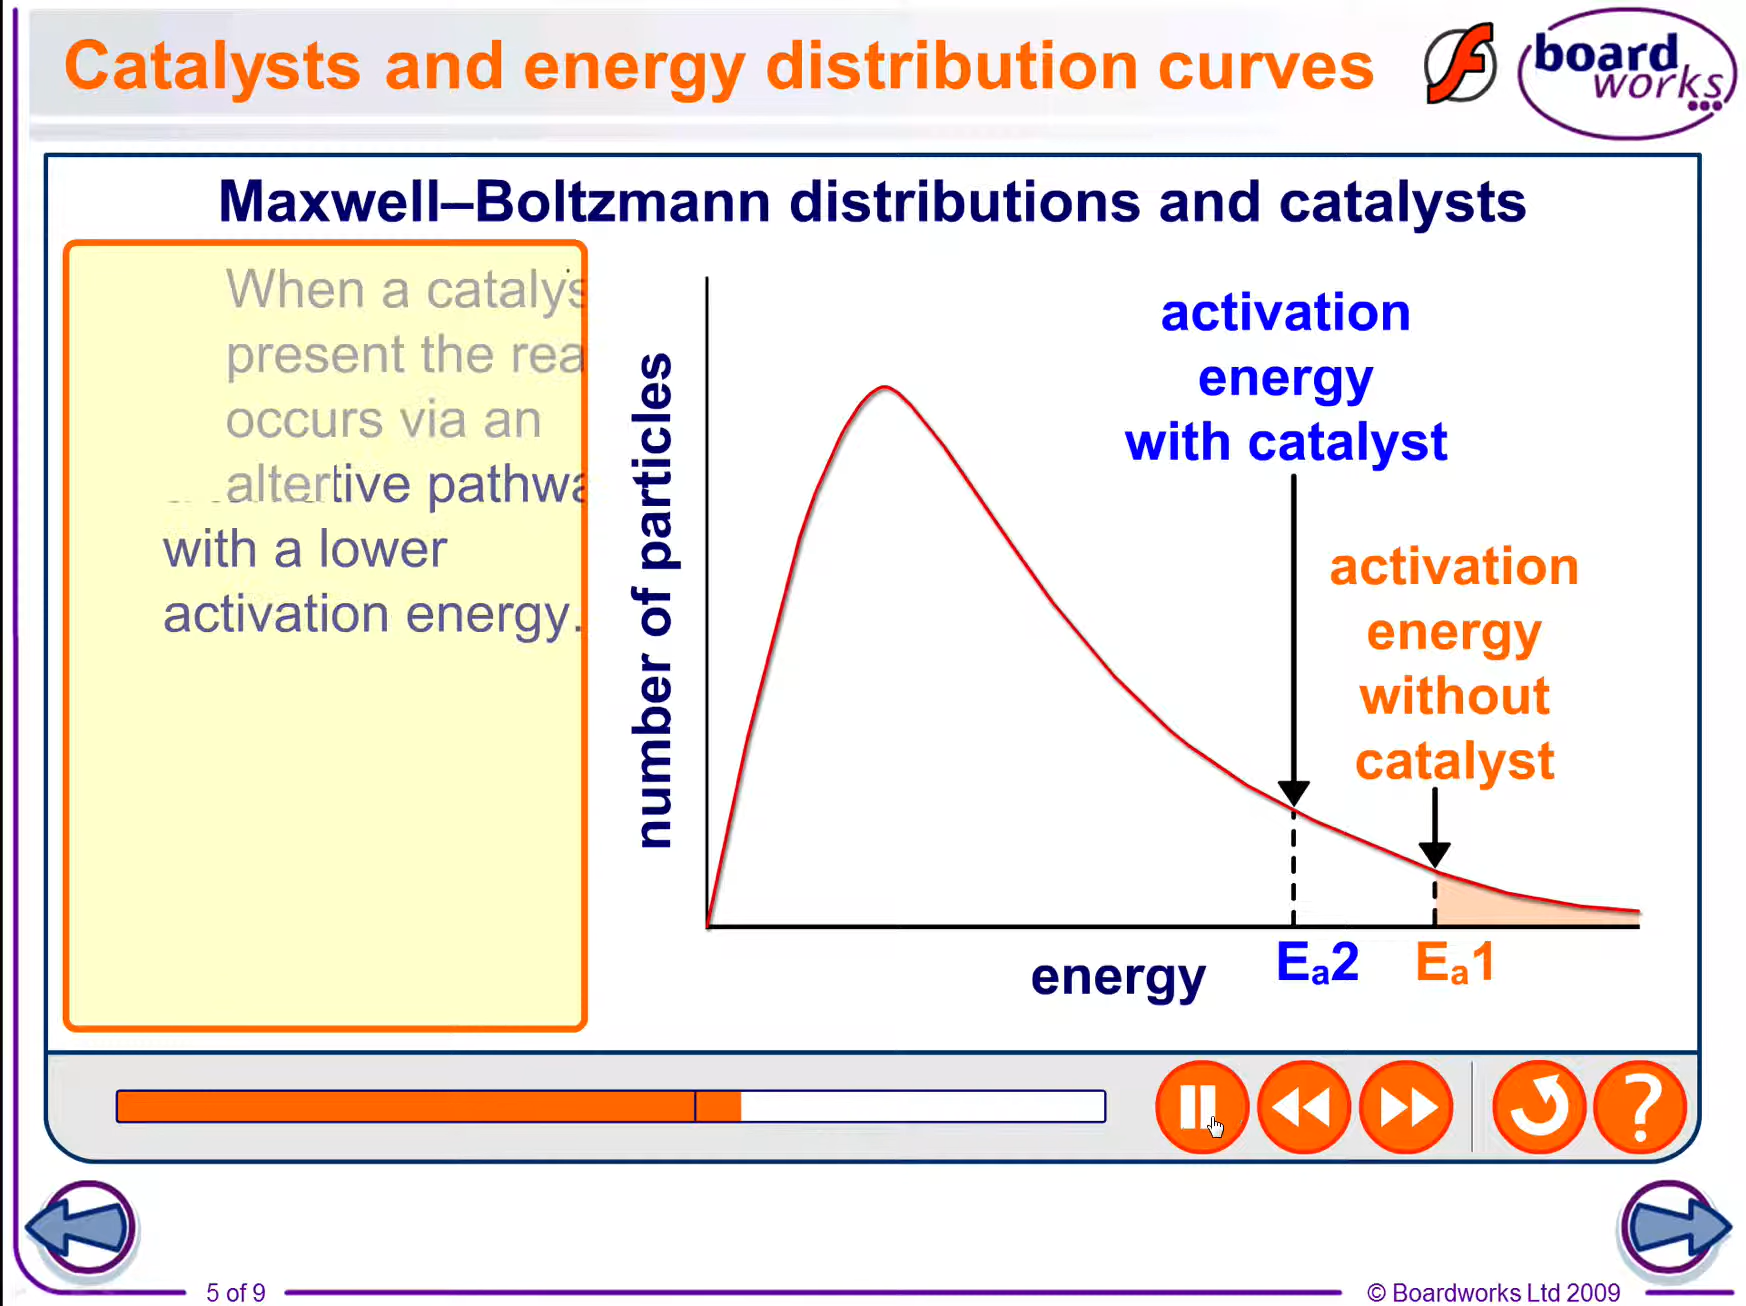 Catalysts and energy distribution curves
board
works
Maxwell–Boltzmann distributions and catalysts
When a catalys
present the rea
occurs via an
altertive pathwa
with a lower
activation energy.
number of particles
activation
energy
with catalyst
activation
energy
without
catalyst
energy
Ea2
Ea1
?
5 of 9
© Boardworks Ltd 2009